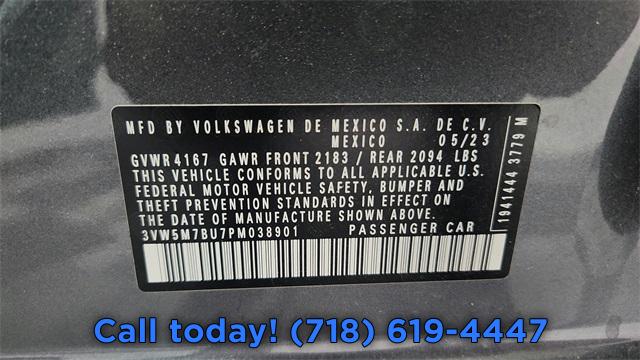 MFD BY VOLKSWAGEN DE MEXICO S.A. DE C.V.
MEXICO 05/23
GVWR 4167 GAWR FRONT 2183 / REAR 2094 LBS
THIS VEHICLE CONFORMS TO ALL APPLICABLE U.S.
FEDERAL MOTOR VEHICLE SAFETY, BUMPER AND
THEFT PREVENTION STANDARDS IN EFFECT ON
THE DATE OF MANUFACTURE SHOWN ABOVE.
3VW5M7BU7PM038901 PASSENGER CAR
1941444 3779 M
Call today! (718) 619-4447